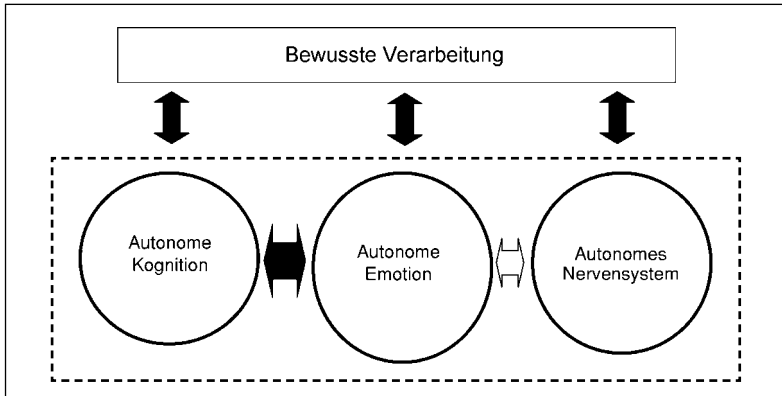 Bewusste Verarbeitung
Autonome
Kognition
Autonome
Emotion
Autonomes
Nervensystem